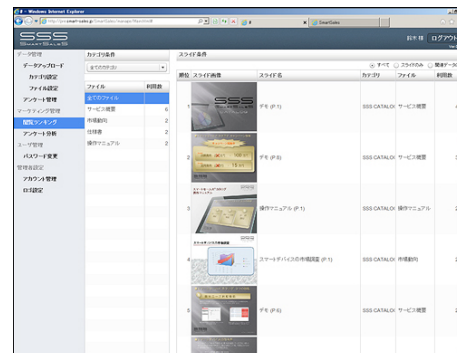 SSS
SMARTSALES
鈴木 様
ログアウト
データ管理
データアップロード
カテゴリ設定
ファイル設定
アンケート管理
マーケティング管理
閲覧ランキング
アンケート分析
ユーザ管理
パスワード変更
管理者設定
アカウント管理
ロゴ設定
カテゴリ条件
全てのカテゴリ
ファイル 利用数
全てのファイル
サービス概要 6
市場動向 2
仕様書 2
操作マニュアル 2
スライド条件
すべて スライドのみ 関連データ
順位 スライド画像 スライド名 カテゴリ ファイル 利用数
1 デモ (P.1) SSS CATALO サービス概要
2 デモ (P.8) SSS CATALO サービス概要
3 操作マニュアル (P.1) SSS CATALO 操作マニュアル
4 スマートデバイスの市場調査 (P.1) SSS CATALO 市場動向
5 デモ (P.6) SSS CATALO サービス概要